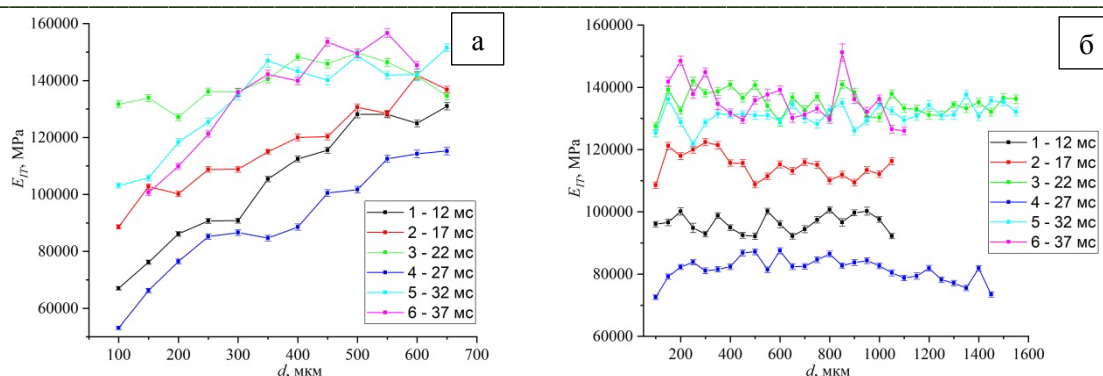 а
160000
140000
120000
100000
80000
60000
E_IT, MPa
100 200 300 400 500 600 700
d, мкм
1 - 12 мс
2 - 17 мс
3 - 22 мс
4 - 27 мс
5 - 32 мс
6 - 37 мс
б
160000
140000
120000
100000
80000
60000
E_IT, MPa
200 400 600 800 1000 1200 1400 1600
d, мкм
1 - 12 мс
2 - 17 мс
3 - 22 мс
4 - 27 мс
5 - 32 мс
6 - 37 мс